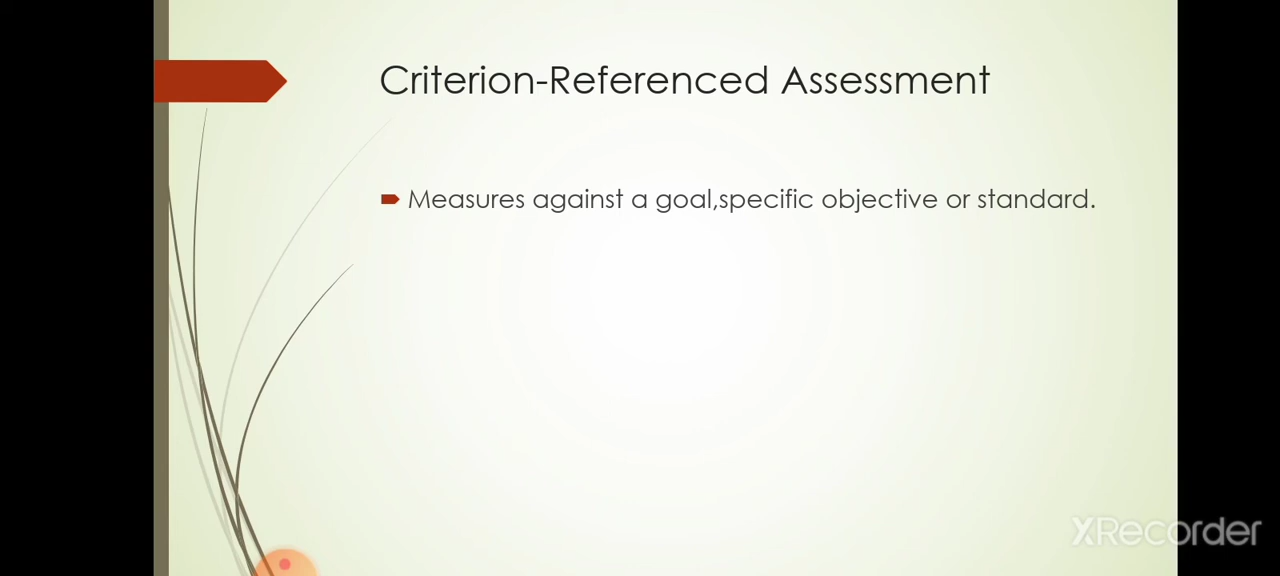 Criterion-Referenced Assessment
Measures against a goal,specific objective or standard.
XRecorder